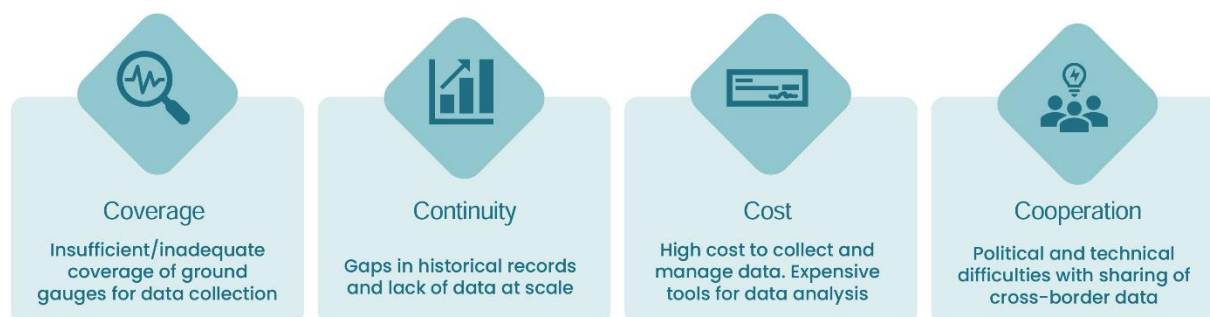 Coverage
Insufficient/inadequate
coverage of ground
gauges for data collection
Continuity
Gaps in historical records
and lack of data at scale
Cost
High cost to collect and
manage data. Expensive
tools for data analysis
Cooperation
Political and technical
difficulties with sharing of
cross-border data